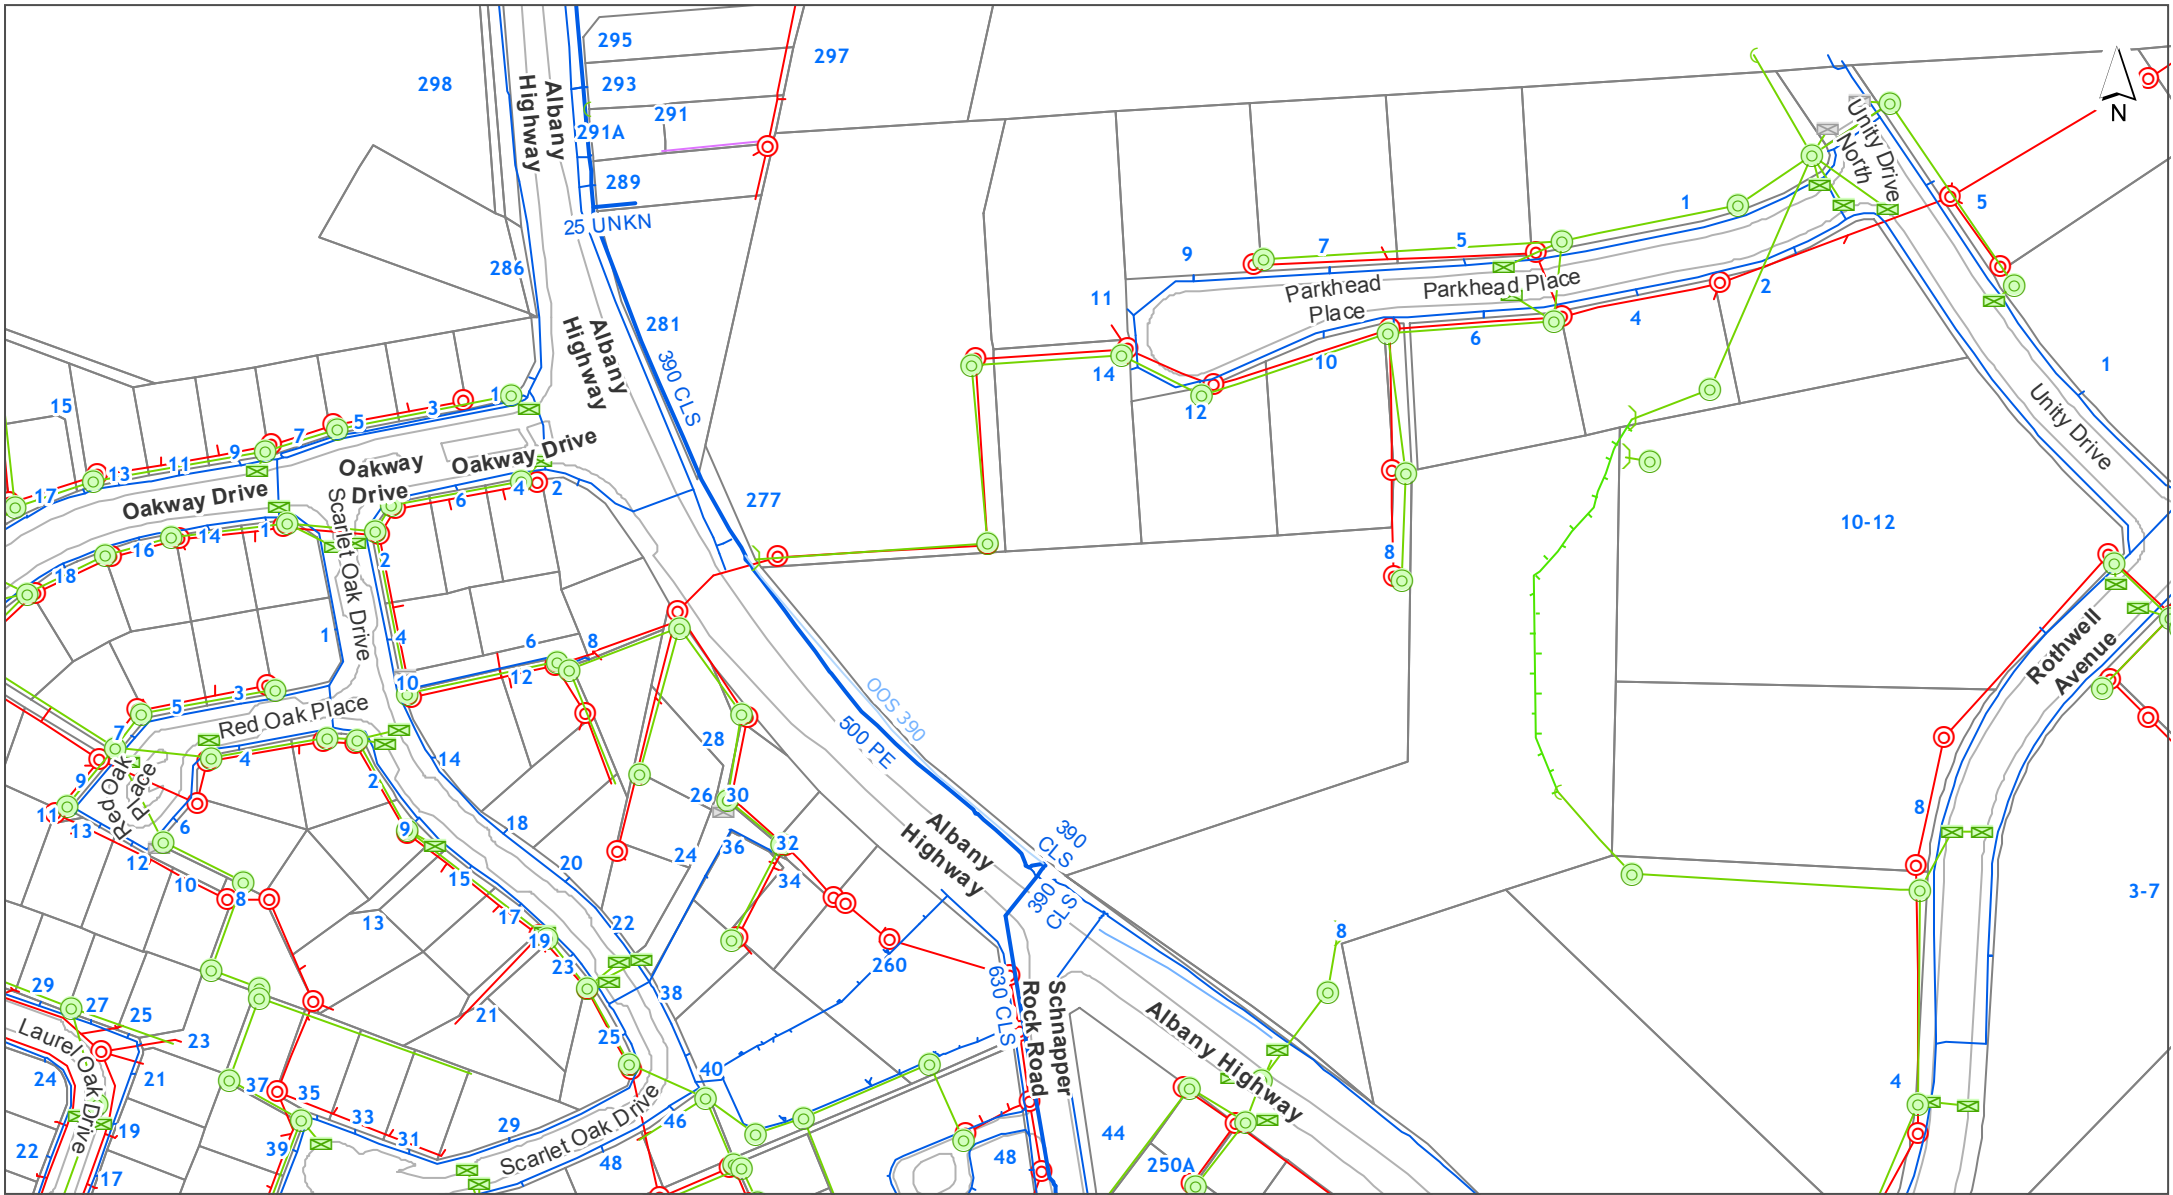 295
297
298
293
Albany
Highway
291
291A
289
25 UNKN
N
Unity Drive
North
1
5
286
9
7
5
281
11
Parkhead
Place
Parkhead Place
2
4
6
10
14
12
Albany
Highway
390 CLS
1
Unity Drive
15
1
3
5
7
9
11
13
17
Oakway
Drive
Oakway Drive
Oakway Drive
6
4
2
277
10-12
16
14
1
18
2
8
Scarlet Oak Drive
1
4
6
8
12
10
Rothwell
Avenue
5
3
7
Red Oak Place
4
2
14
28
OOS 390
500 PE
9
Red Oak
Place
11
13
6
12
10
8
9
18
26
30
36
32
34
24
20
15
Albany
Highway
390
CLS
390
CLS
8
3-7
13
17
19
22
23
260
8
29
27
25
23
21
38
630 CLS
Schnapper
Rock Road
Albany Highway
Laurel Oak Drive
24
21
25
37
35
33
31
29
40
46
4
19
22
17
39
Scarlet Oak Drive
48
48
44
250A